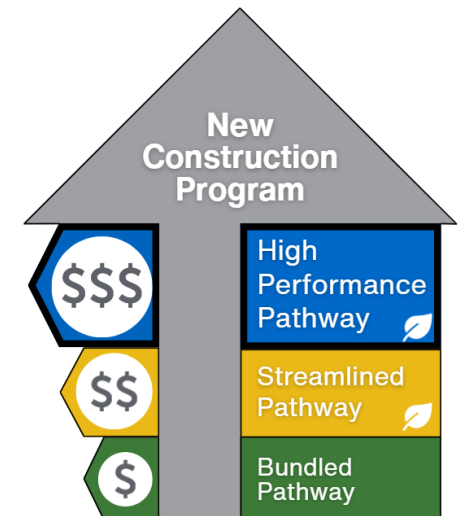 New
Construction
Program
$$$
High
Performance
Pathway
$$
Streamlined
Pathway
$
Bundled
Pathway